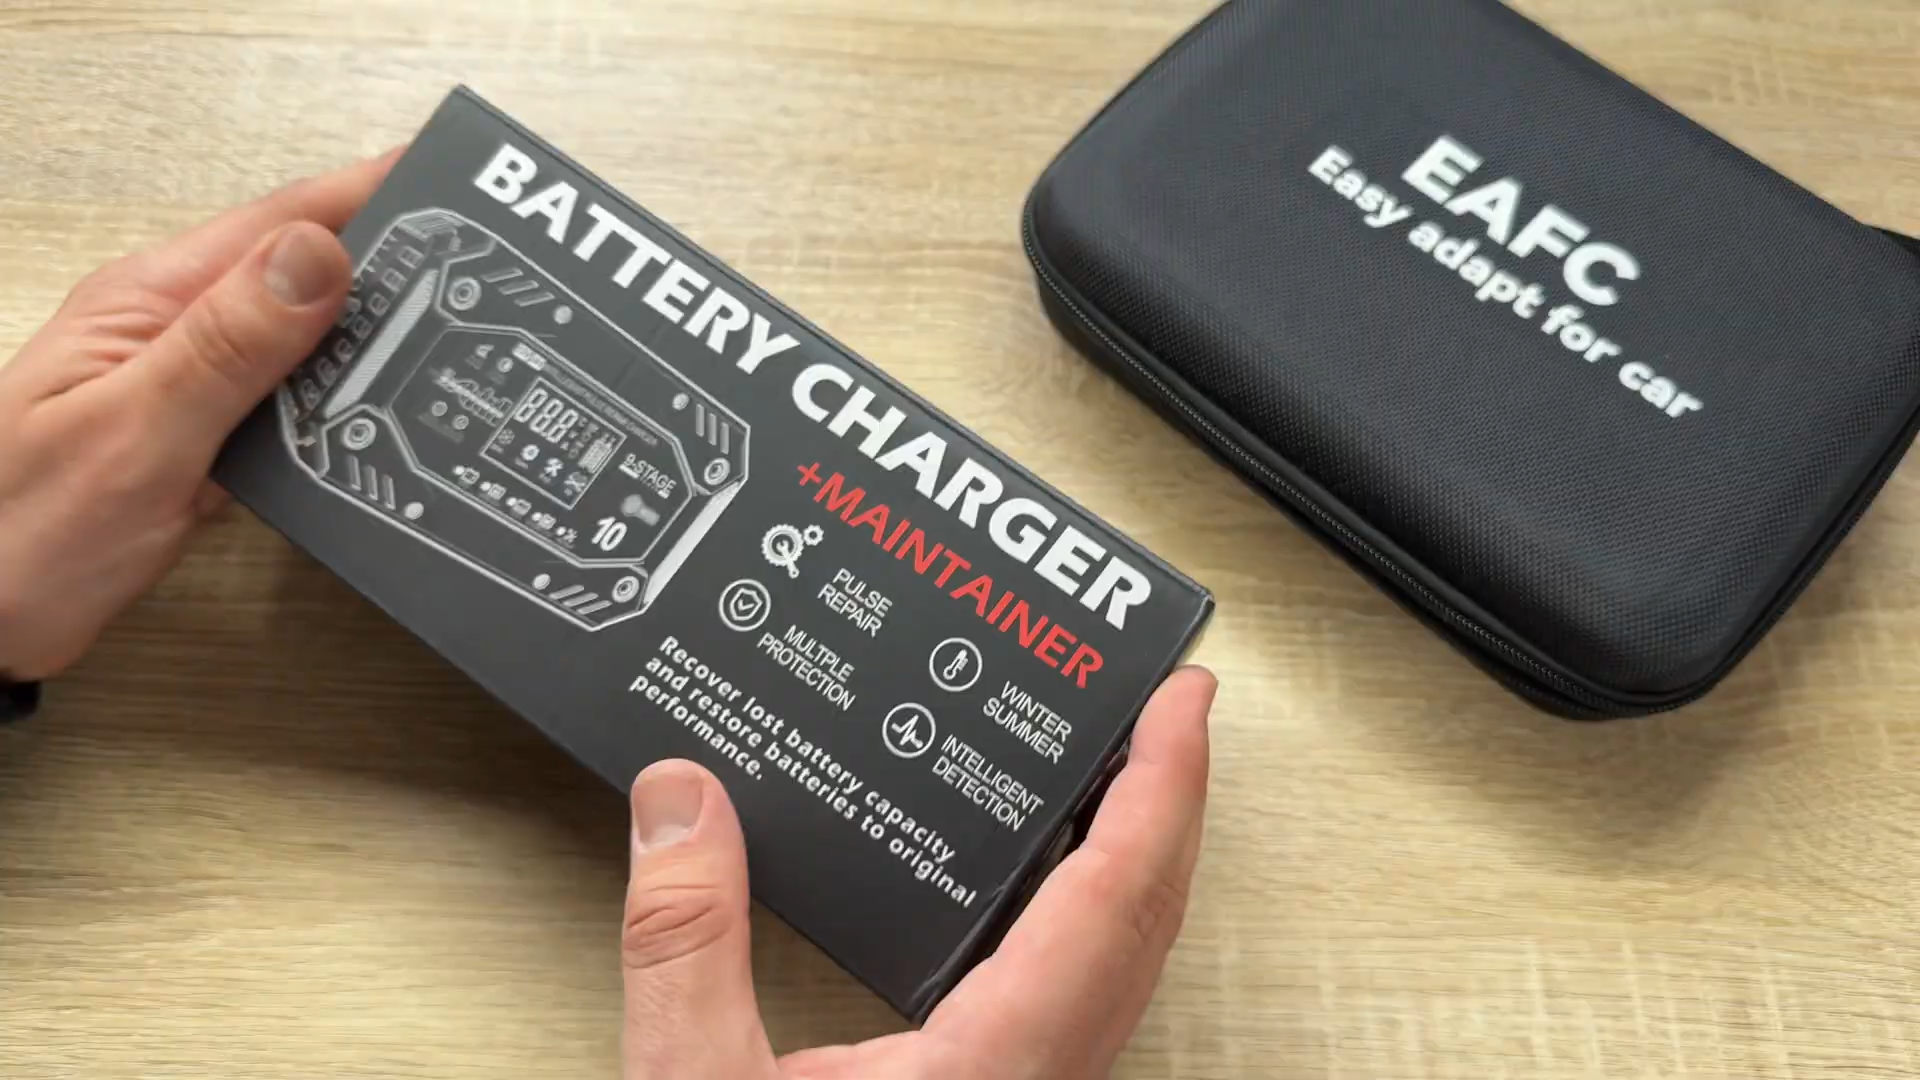 BATTERY CHARGER
+MAINTAINER
PULSE
REPAIR
MULTPLE
PROTECTION
WINTER
SUMMER
INTELLIGENT
DETECTION
Recover lost battery capacity
and restore batteries to original
performance.
9-STAGE
10
EAFC
Easy adapt for car